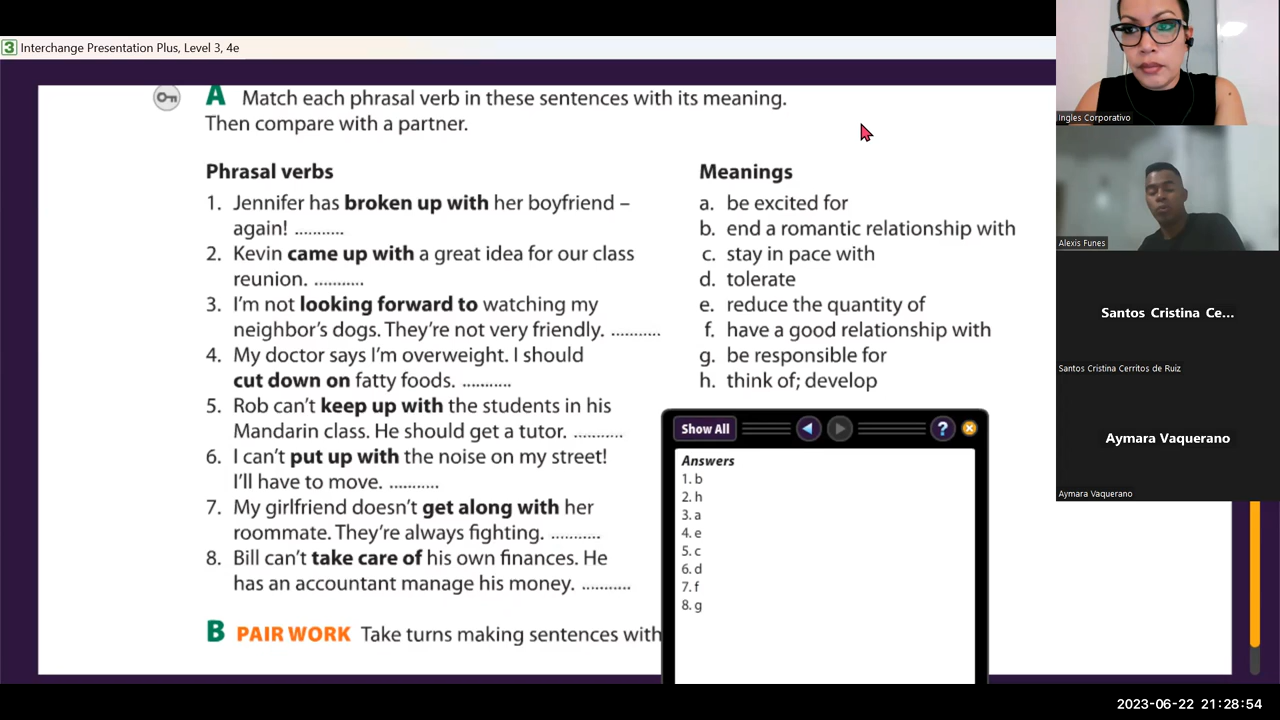 Interchange Presentation Plus, Level 3, 4e
A Match each phrasal verb in these sentences with its meaning.
Then compare with a partner.
Phrasal verbs
1. Jennifer has broken up with her boyfriend –
again! ...........
2. Kevin came up with a great idea for our class
reunion. ...........
3. I'm not looking forward to watching my
neighbor's dogs. They're not very friendly. ...........
4. My doctor says I'm overweight. I should
cut down on fatty foods. ...........
5. Rob can't keep up with the students in his
Mandarin class. He should get a tutor. ...........
6. I can't put up with the noise on my street!
I'll have to move. ...........
7. My girlfriend doesn't get along with her
roommate. They're always fighting. ...........
8. Bill can't take care of his own finances. He
has an accountant manage his money. ...........
Meanings
a. be excited for
b. end a romantic relationship with
c. stay in pace with
d. tolerate
e. reduce the quantity of
f. have a good relationship with
g. be responsible for
h. think of; develop
Show All
?
Answers
1. b
2. h
3. a
4. e
5. c
6. d
7. f
8. g
B PAIR WORK Take turns making sentences with
Ingles Corporativo
Alexis Funes
Santos Cristina Ce...
Santos Cristina Cerritos de Ruiz
Aymara Vaquerano
Aymara Vaquerano
2023-06-22 21:28:54